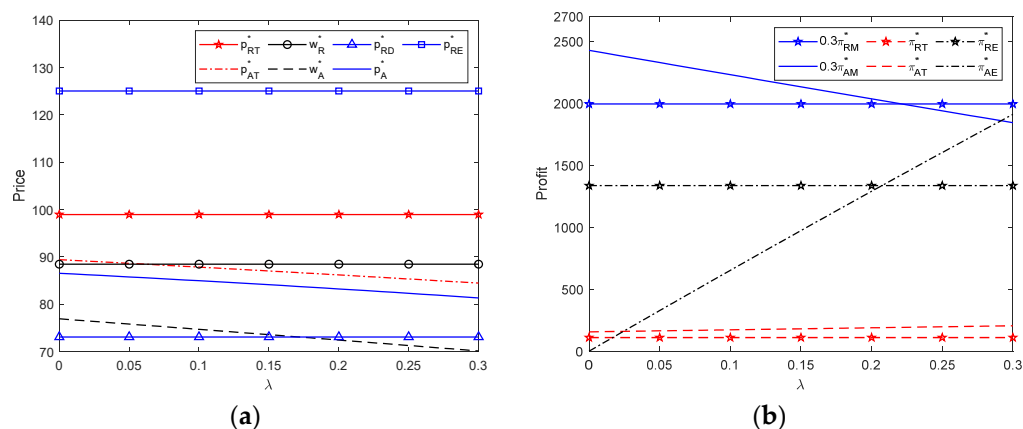 140
130
120
110
100
90
80
70
Price
0 0.05 0.1 0.15 0.2 0.25 0.3
λ
p*RT w*R p*RD p*RE
p*AT w*A p*A
(a)
2700
2500
2000
1500
1000
500
0
Profit
0 0.05 0.1 0.15 0.2 0.25 0.3
λ
0.3π*RM π*RT π*RE
0.3π*AM π*AT π*AE
(b)